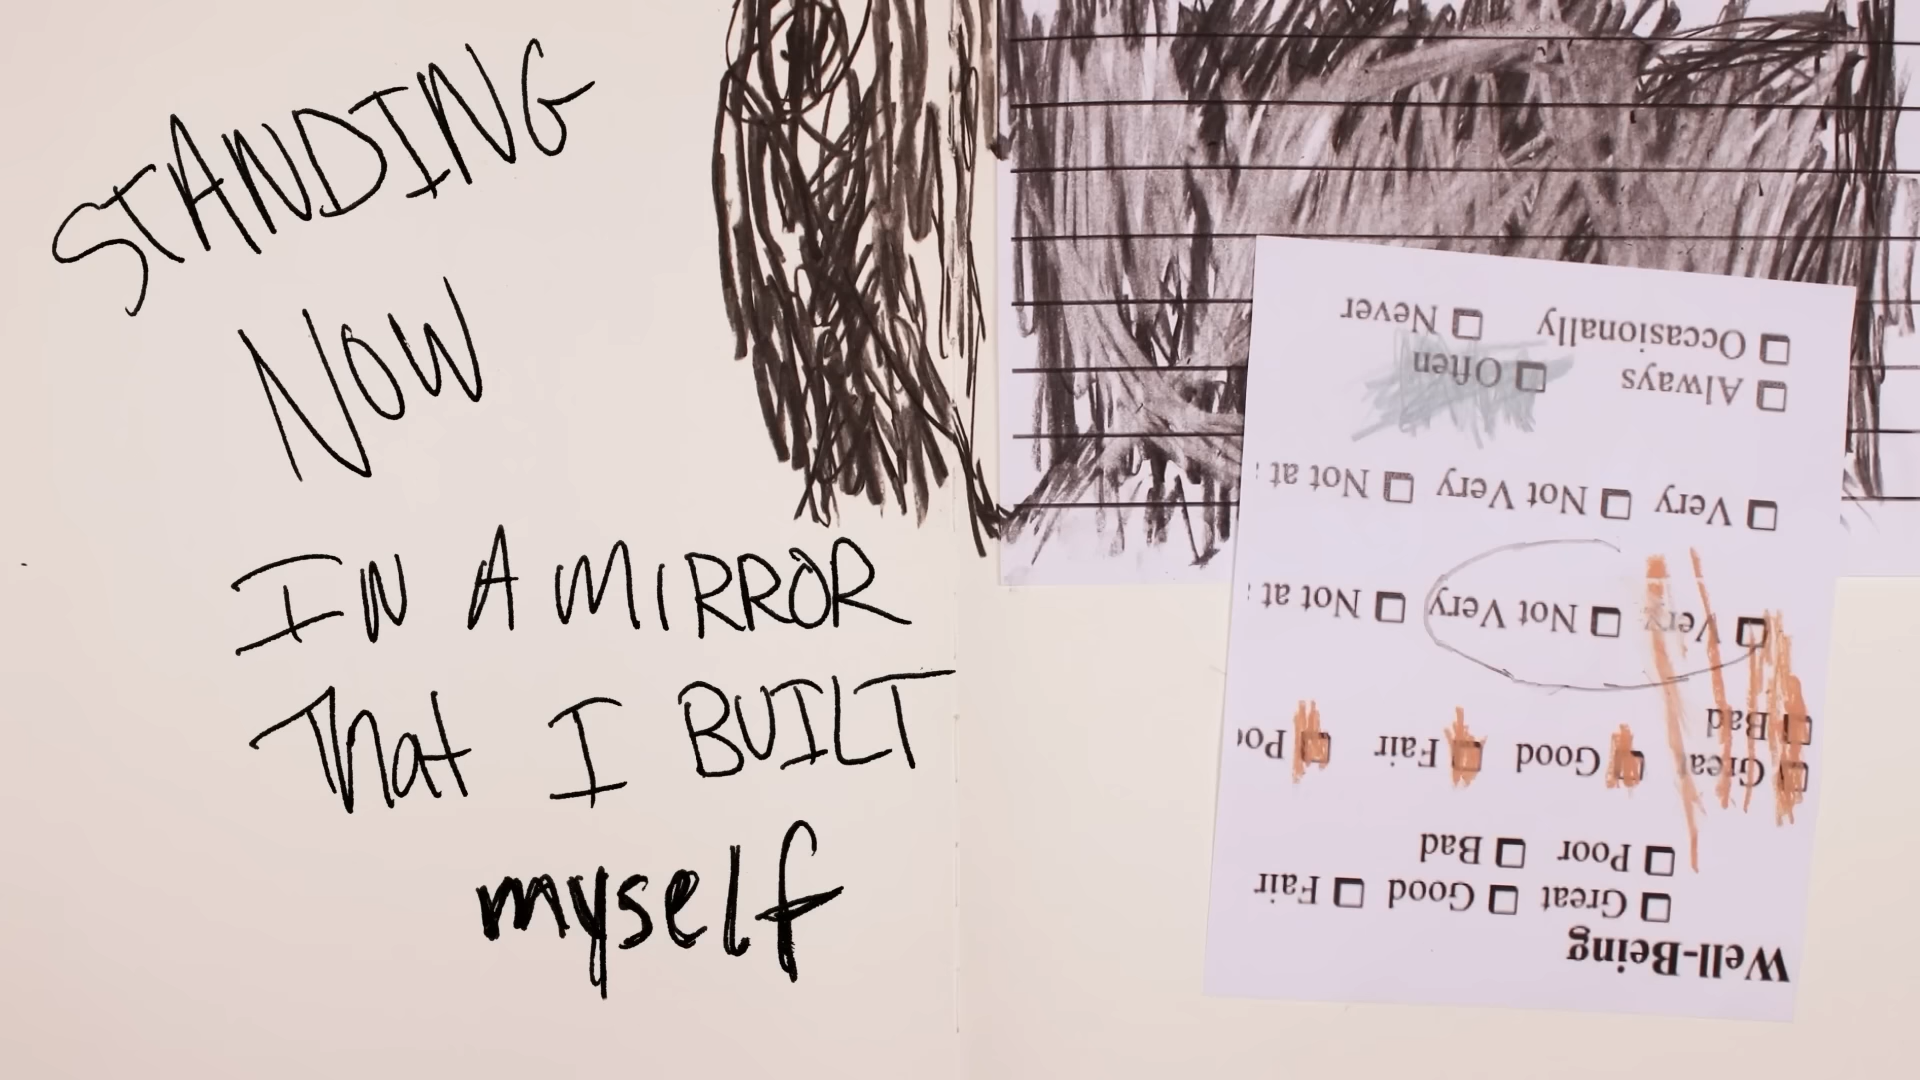 STANDING
NOW
IN A MIRROR
That I BUILT
myself
Well-Being
☐ Great ☐ Good ☐ Fair
☐ Poor ☐ Bad
☐ Great ☐ Good ☐ Fair ☐
☐ Bad
☐ Very ☐ Not Very ☐ Not at
☐ Very ☐ Not Very ☐ Not at
☐ Always ☐ Often
☐ Occasionally ☐ Never